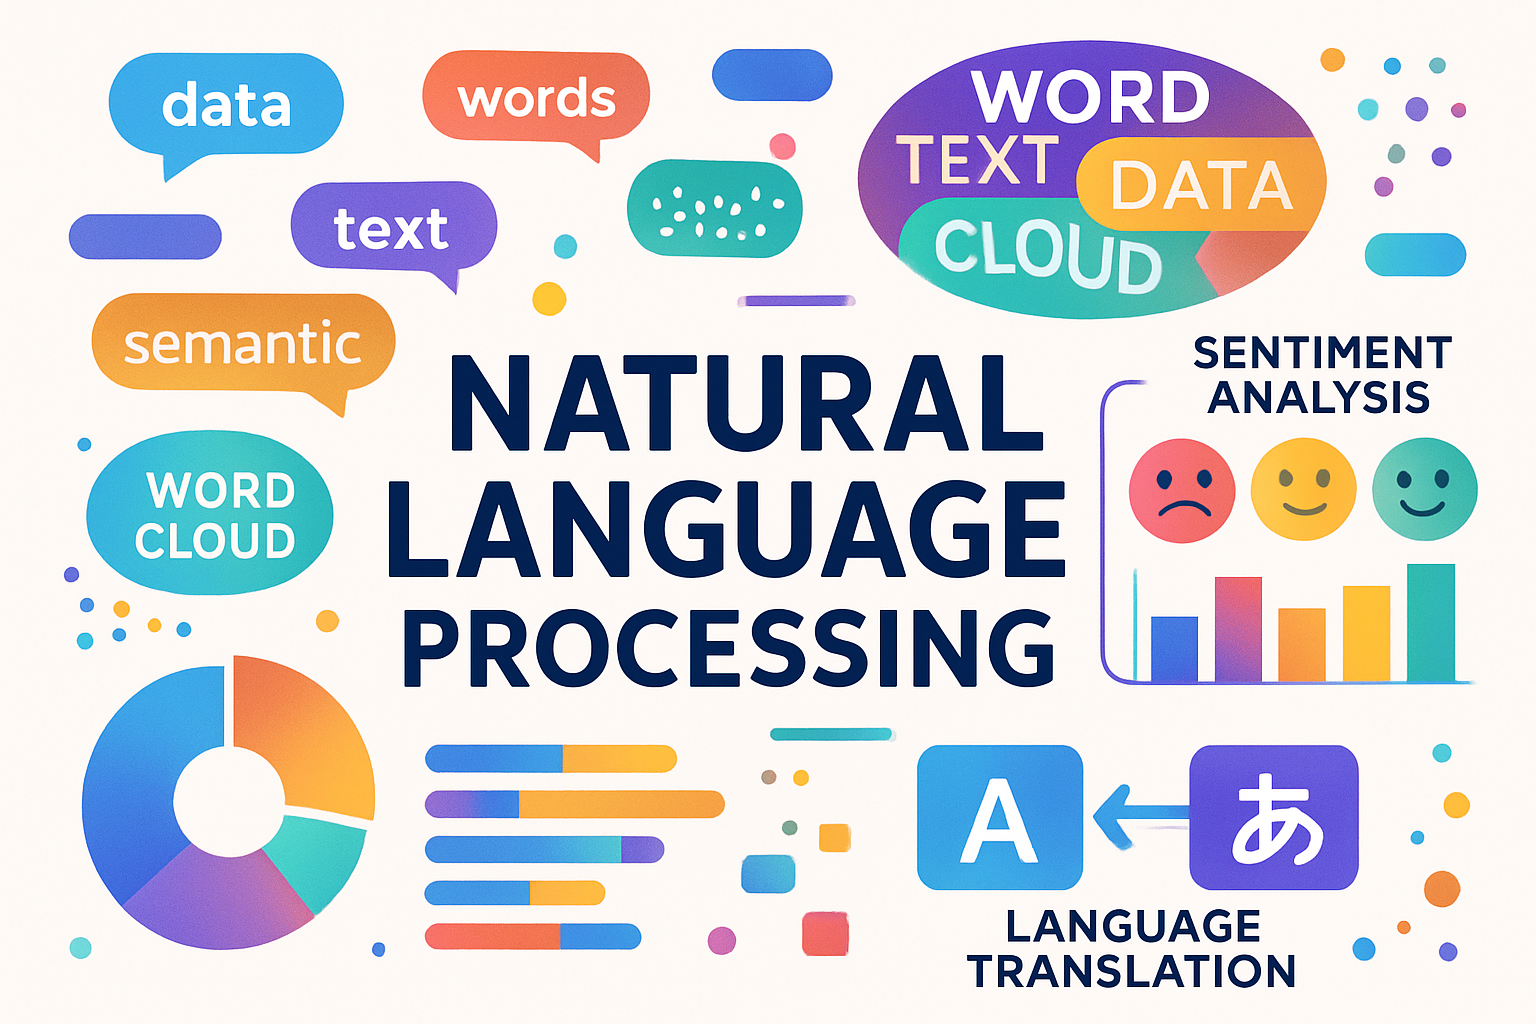 data
words
text
semantic
WORD
TEXT
DATA
CLOUD
WORD
CLOUD
NATURAL
LANGUAGE
PROCESSING
SENTIMENT
ANALYSIS
A
あ
LANGUAGE
TRANSLATION